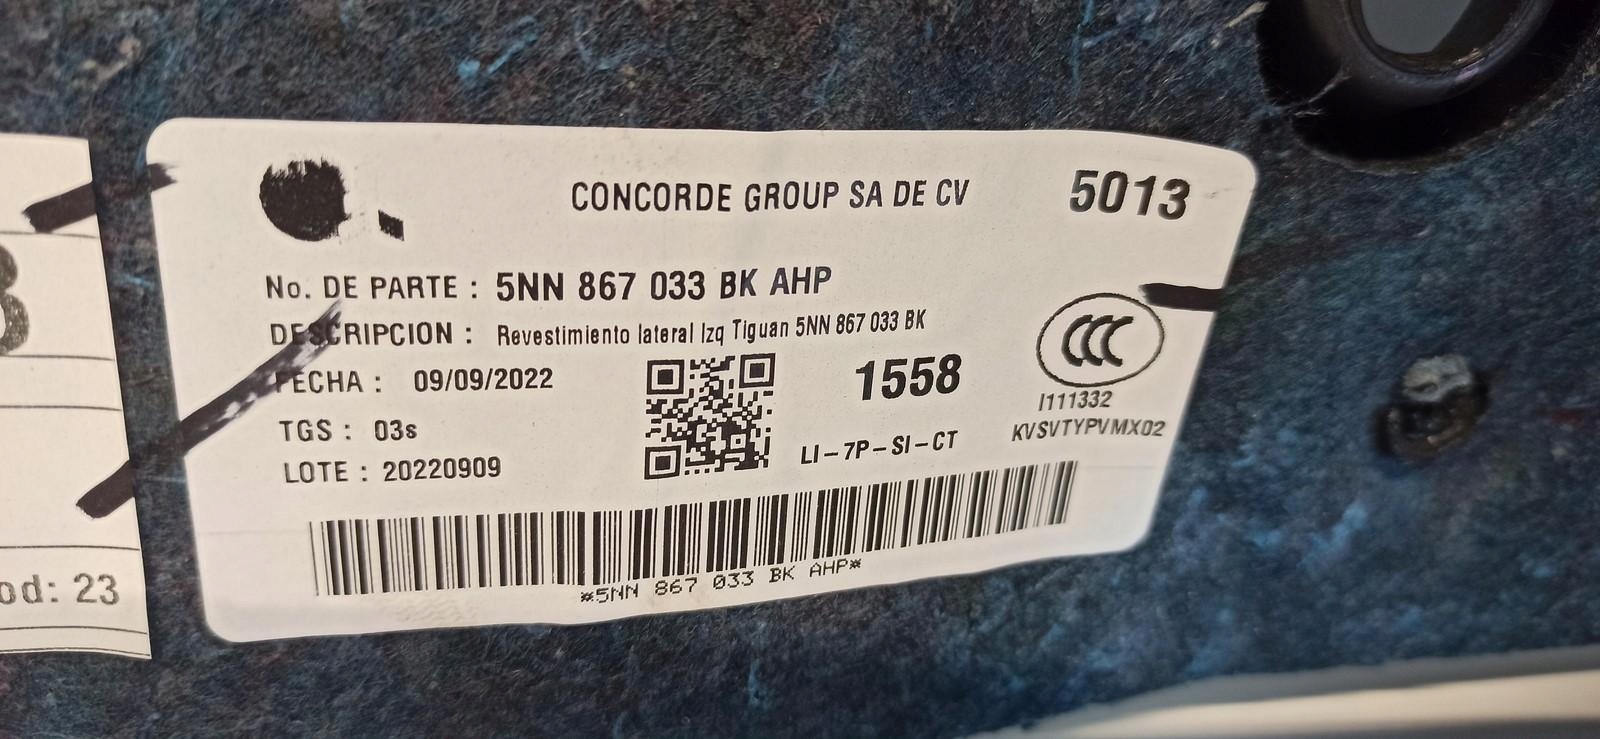 CONCORDE GROUP SA DE CV
5013
No. DE PARTE : 5NN 867 033 BK AHP
DESCRIPCION : Revestimiento lateral Izq Tiguan 5NN 867 033 BK
FECHA : 09/09/2022
1558
CCC
I111332
KVSVTYPVMX02
TGS : 03s
LI-7P-SI-CT
LOTE : 20220909
*5NN 867 033 BK AHP*
od: 23